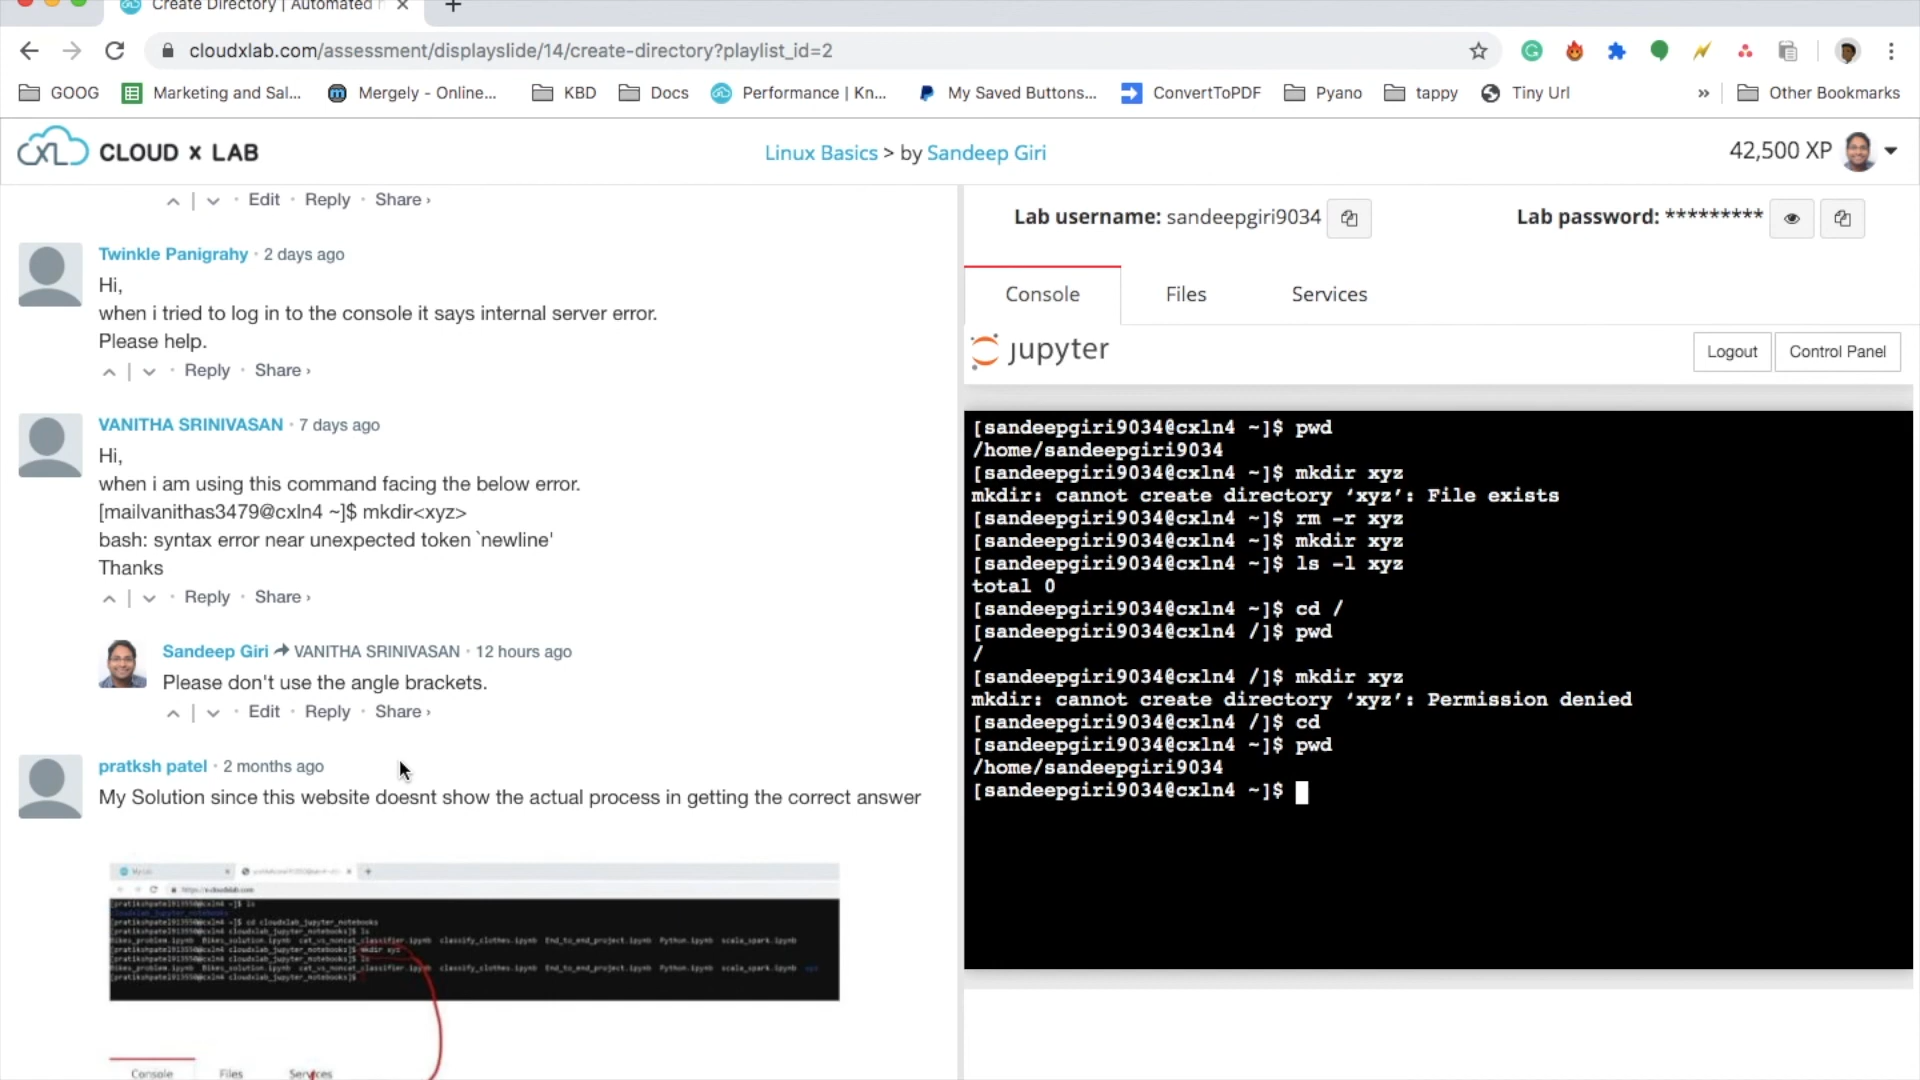 Create Directory | Automated
cloudxlab.com/assessment/displayslide/14/create-directory?playlist_id=2
GOOG Marketing and Sal... Mergely - Online... KBD Docs Performance | Kn... My Saved Buttons... ConvertToPDF Pyano tappy Tiny Url » Other Bookmarks
CXL CLOUD x LAB
Linux Basics > by Sandeep Giri
42,500 XP
Edit · Reply · Share ›
Twinkle Panigrahy · 2 days ago
Hi,
when i tried to log in to the console it says internal server error.
Please help.
Reply · Share ›
VANITHA SRINIVASAN · 7 days ago
Hi,
when i am using this command facing the below error.
[mailvanithas3479@cxln4 ~]$ mkdir<xyz>
bash: syntax error near unexpected token `newline'
Thanks
Reply · Share ›
Sandeep Giri VANITHA SRINIVASAN · 12 hours ago
Please don't use the angle brackets.
Edit · Reply · Share ›
pratksh patel · 2 months ago
My Solution since this website doesnt show the actual process in getting the correct answer
Console Files Services
Lab username: sandeepgiri9034
Lab password: *********
Console Files Services
jupyter
Logout Control Panel
[sandeepgiri9034@cxln4 ~]$ pwd
/home/sandeepgiri9034
[sandeepgiri9034@cxln4 ~]$ mkdir xyz
mkdir: cannot create directory ‘xyz’: File exists
[sandeepgiri9034@cxln4 ~]$ rm -r xyz
[sandeepgiri9034@cxln4 ~]$ mkdir xyz
[sandeepgiri9034@cxln4 ~]$ ls -l xyz
total 0
[sandeepgiri9034@cxln4 ~]$ cd /
[sandeepgiri9034@cxln4 /]$ pwd
/
[sandeepgiri9034@cxln4 /]$ mkdir xyz
mkdir: cannot create directory ‘xyz’: Permission denied
[sandeepgiri9034@cxln4 /]$ cd
[sandeepgiri9034@cxln4 ~]$ pwd
/home/sandeepgiri9034
[sandeepgiri9034@cxln4 ~]$